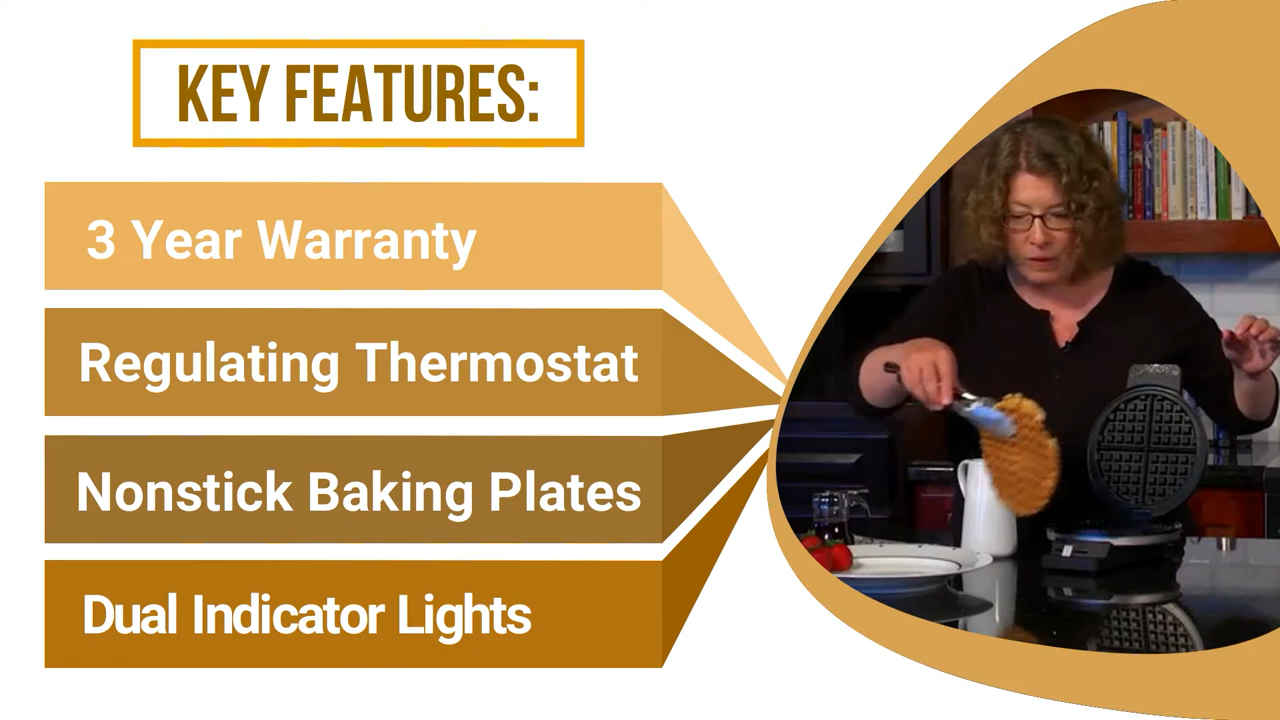 KEY FEATURES:
3 Year Warranty
Regulating Thermostat
Nonstick Baking Plates
Dual Indicator Lights